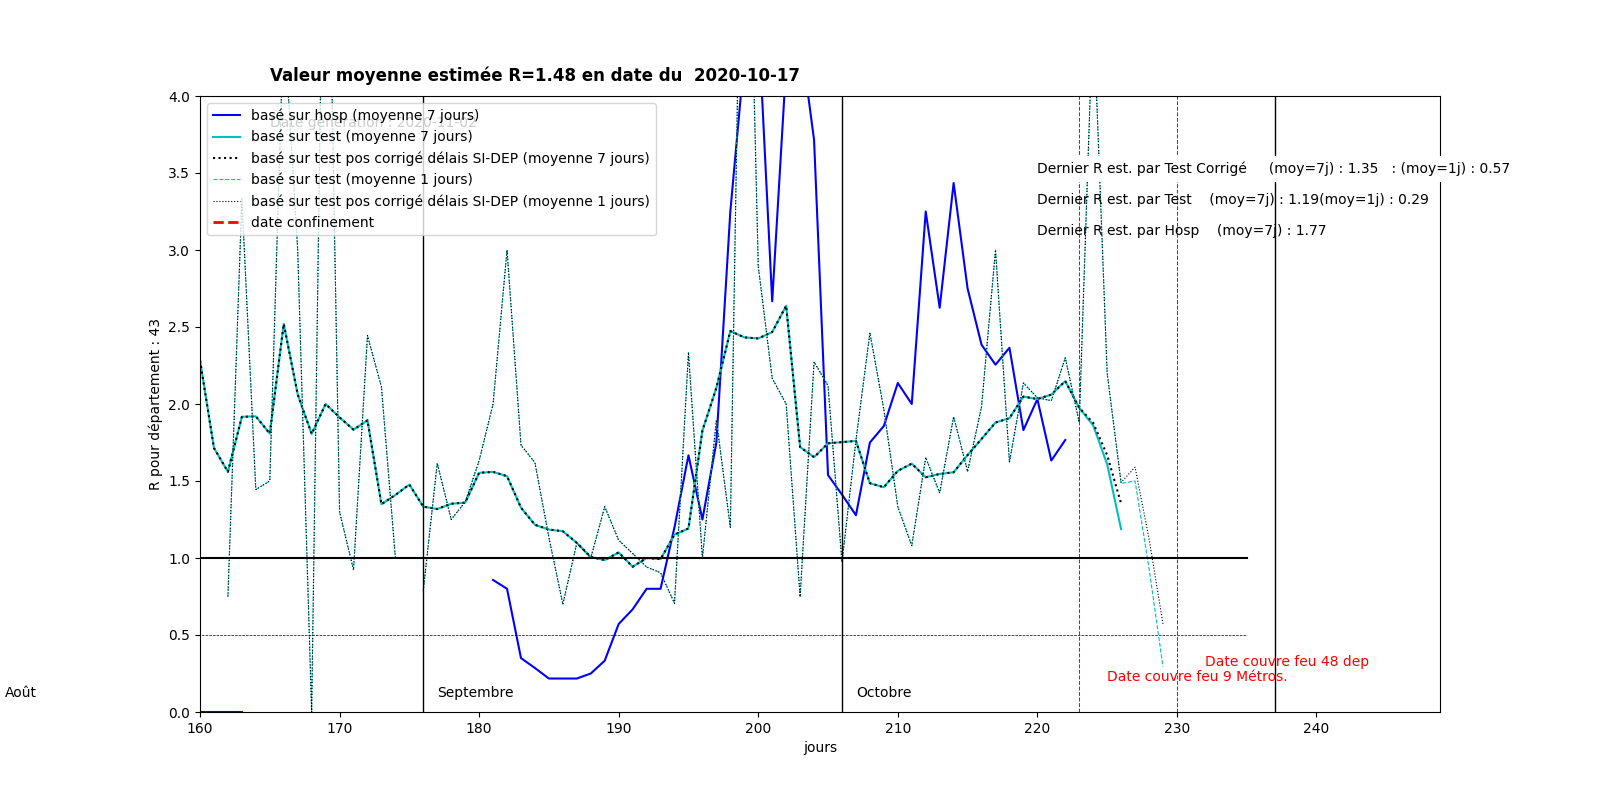 Valeur moyenne estimée R=1.48 en date du  2020-10-17
Date génération : 2020-11-02
basé sur hosp (moyenne 7 jours)
basé sur test (moyenne 7 jours)
basé sur test pos corrigé délais SI-DEP (moyenne 7 jours)
basé sur test (moyenne 1 jours)
basé sur test pos corrigé délais SI-DEP (moyenne 1 jours)
date confinement
Dernier R est. par Test Corrigé (moy=7j) : 1.35 : (moy=1j) : 0.57
Dernier R est. par Test (moy=7j) : 1.19(moy=1j) : 0.29
Dernier R est. par Hosp (moy=7j) : 1.77
R pour département : 43
4.0
3.5
3.0
2.5
2.0
1.5
1.0
0.5
0.0
Date couvre feu 48 dep
Date couvre feu 9 Métros.
Août
Septembre
Octobre
160 170 180 190 200 210 220 230 240
jours